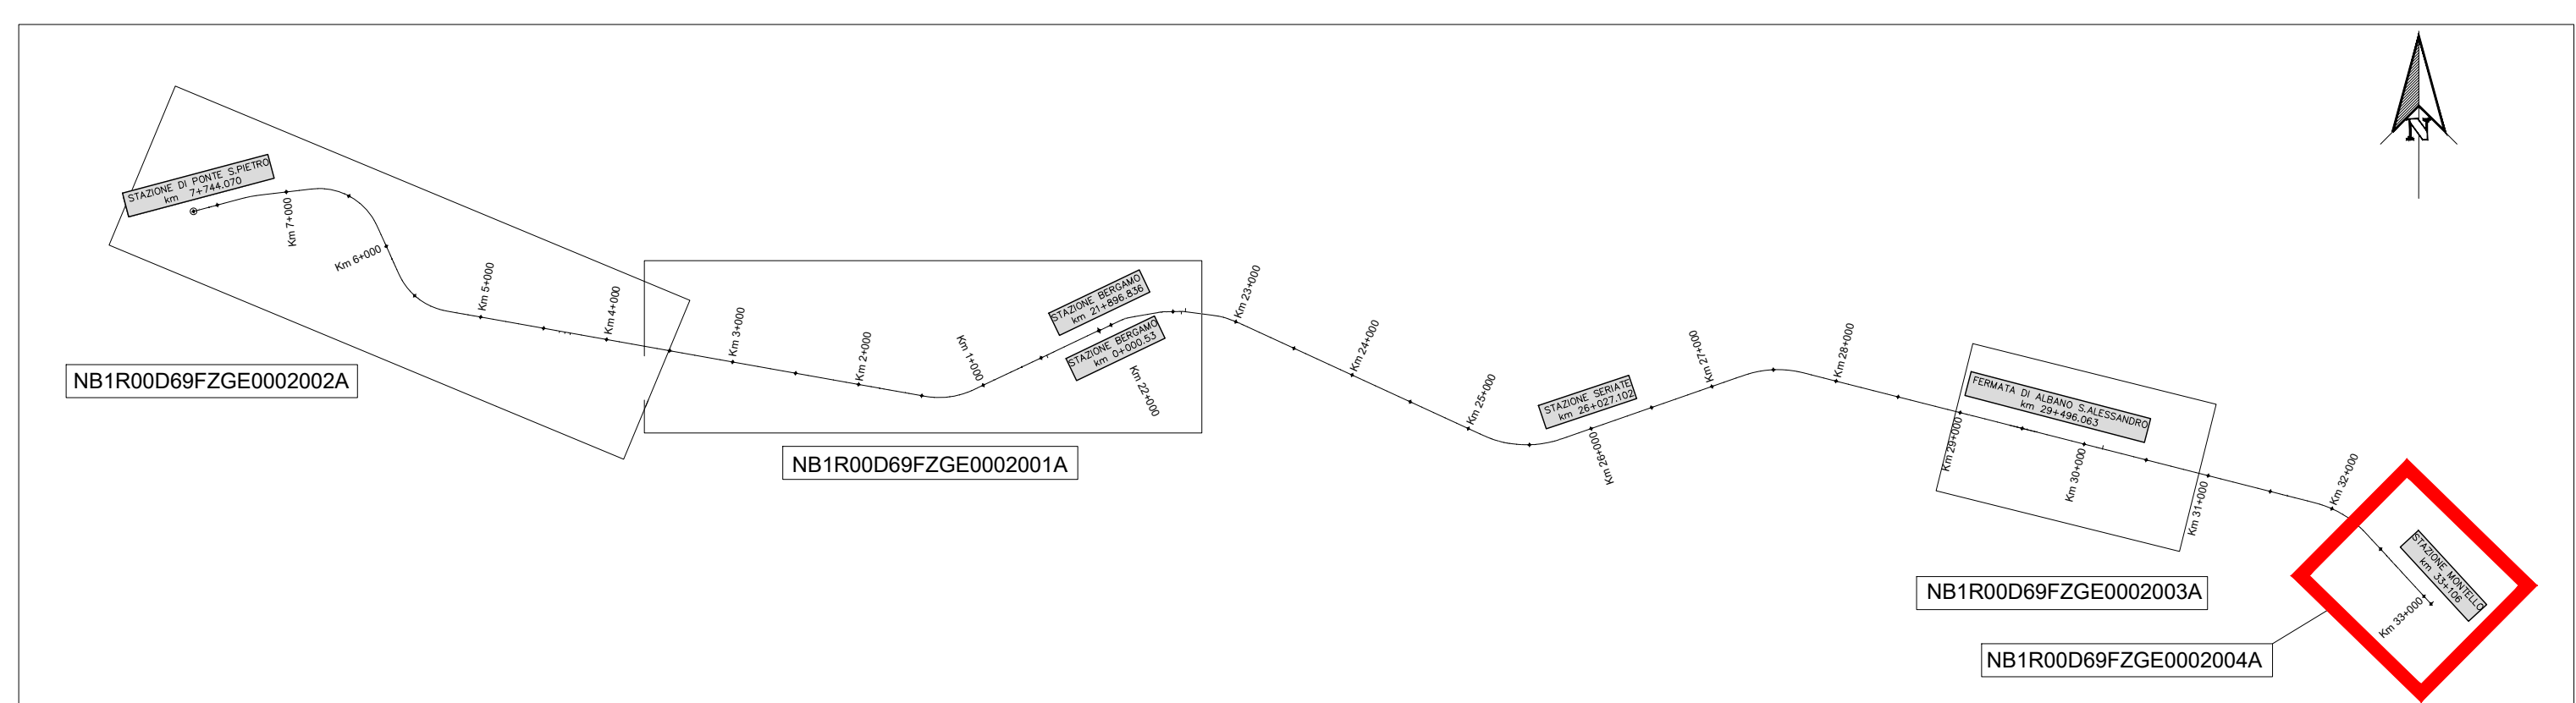 STAZIONE DI PONTE S.PIETRO
km 7+744.070
Km 7+000
Km 6+000
Km 5+000
Km 4+000
NB1R00D69FZGE0002002A
Km 3+000
Km 2+000
Km 1+000
STAZIONE BERGAMO
km 21+896.836
STAZIONE BERGAMO
km 0+000.53
Km 22+000
NB1R00D69FZGE0002001A
Km 23+000
Km 24+000
Km 25+000
STAZIONE SERIATE
km 26+027.102
Km 26+000
Km 27+000
Km 28+000
FERMATA DI ALBANO S.ALESSANDRO
km 29+496.063
Km 29+000
Km 30+000
Km 31+000
NB1R00D69FZGE0002003A
Km 32+000
STAZIONE MONTELLO
km 33+106
Km 33+000
NB1R00D69FZGE0002004A
N